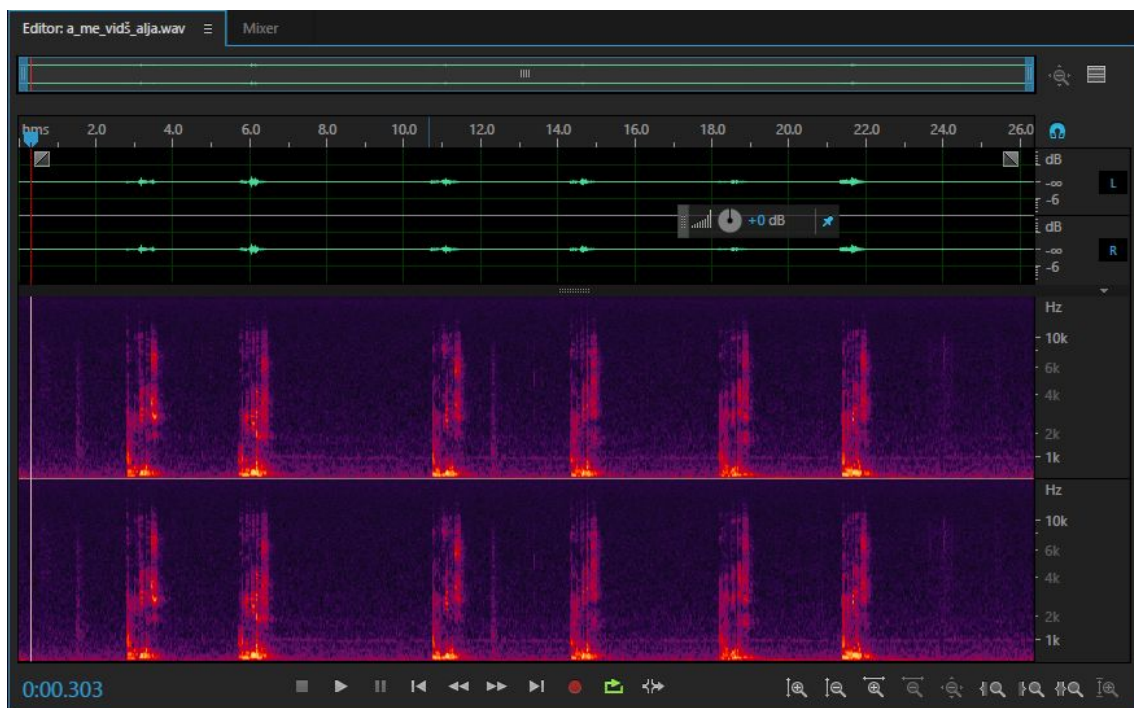 Editor: a_me_vidš_alja.wav Mixer
hms 2.0 4.0 6.0 8.0 10.0 12.0 14.0 16.0 18.0 20.0 22.0 24.0 26.0
dB
-∞ L
-6
+0 dB
dB
-∞ R
-6
Hz
10k
6k
4k
2k
1k
Hz
10k
6k
4k
2k
1k
0:00.303